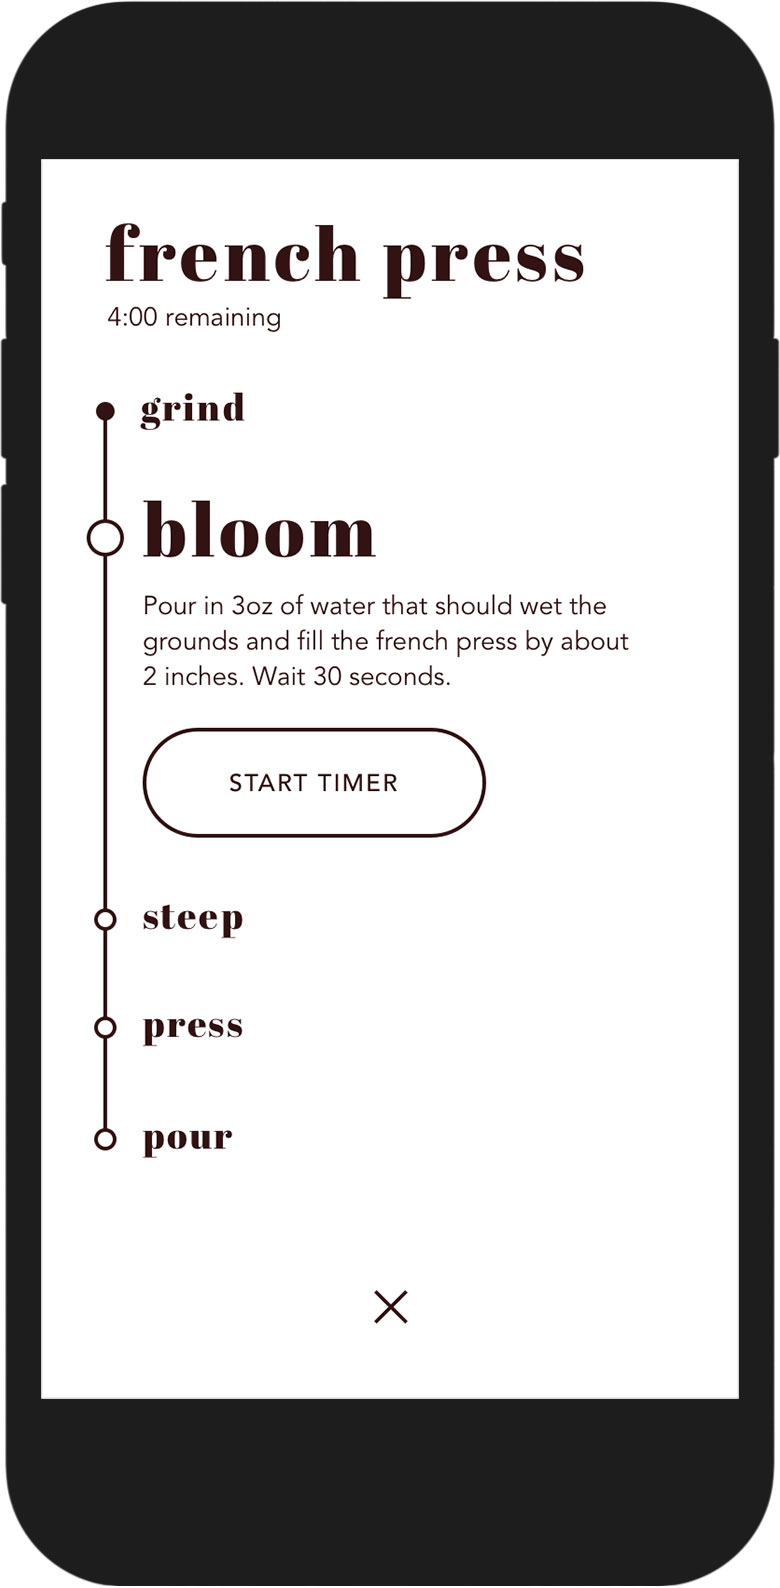 french press
4:00 remaining
grind
bloom
Pour in 3oz of water that should wet the
grounds and fill the french press by about
2 inches. Wait 30 seconds.
START TIMER
steep
press
pour